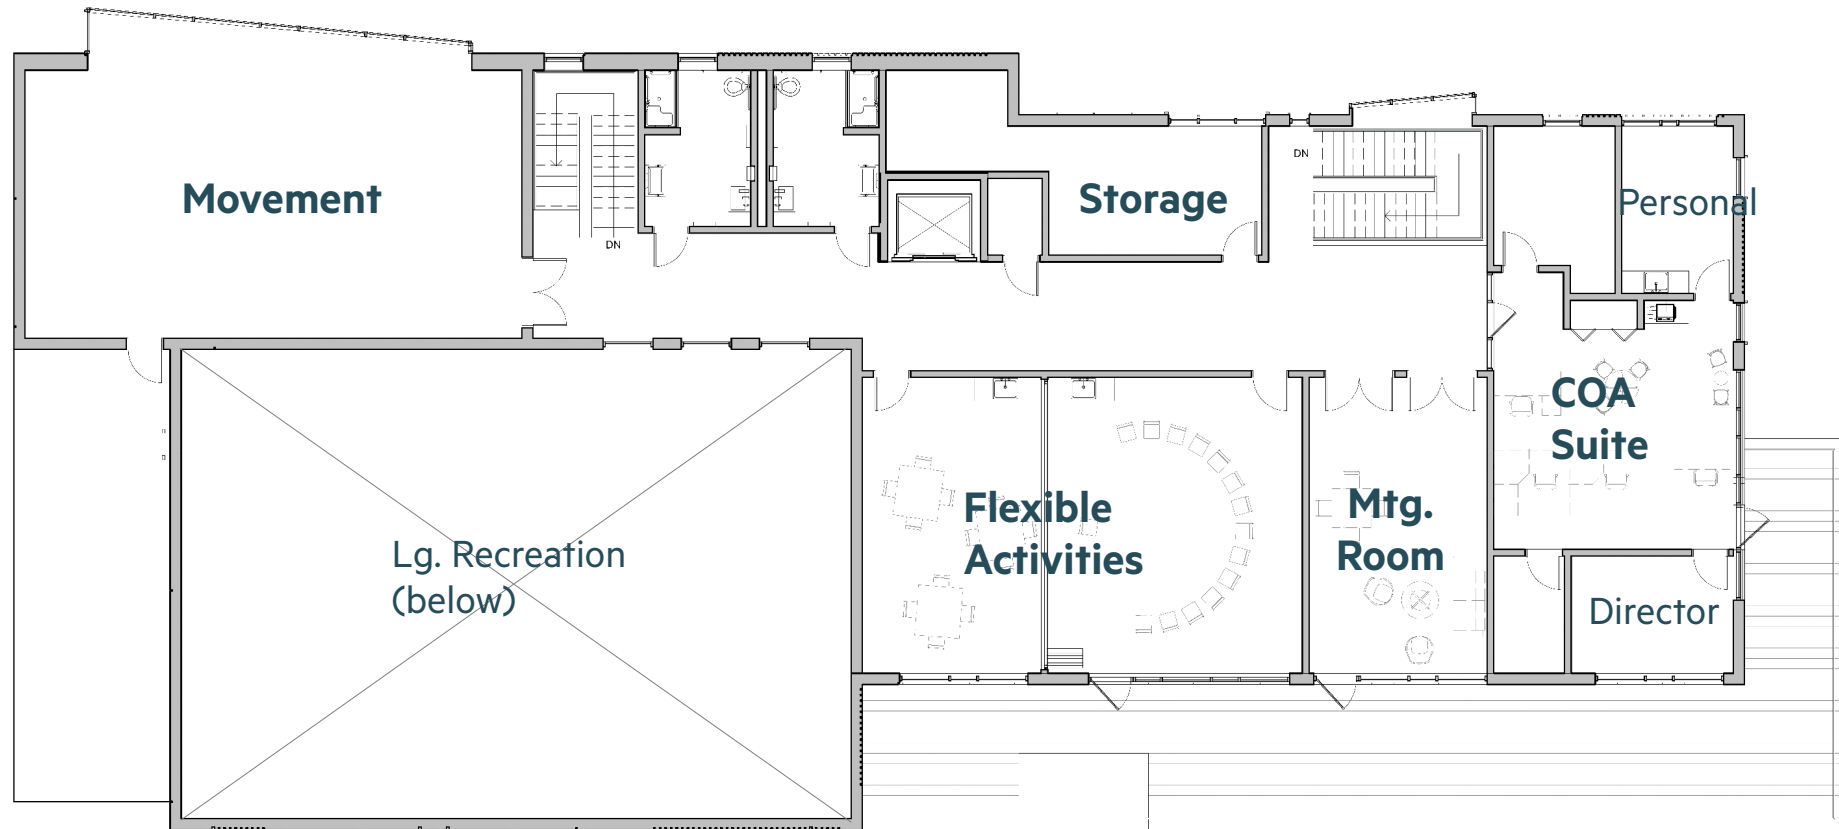 DN
Movement
Storage
Personal
DN
COA
Suite
Flexible
Activities
Mtg.
Room
Lg. Recreation
(below)
Director